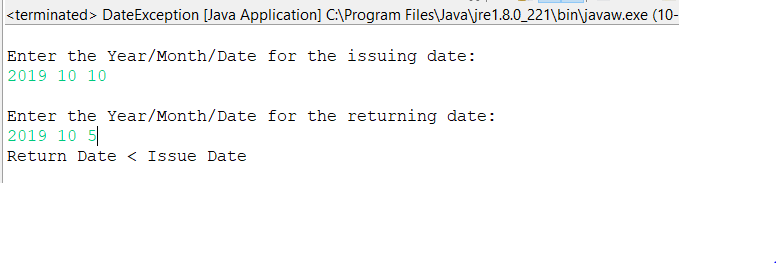 <terminated> DateException [Java Application] C:\Program Files\Java\jre1.8.0_221\bin\javaw.exe (10-
Enter the Year/Month/Date for the issuing date:
2019 10 10
Enter the Year/Month/Date for the returning date:
2019 10 5
Return Date < Issue Date